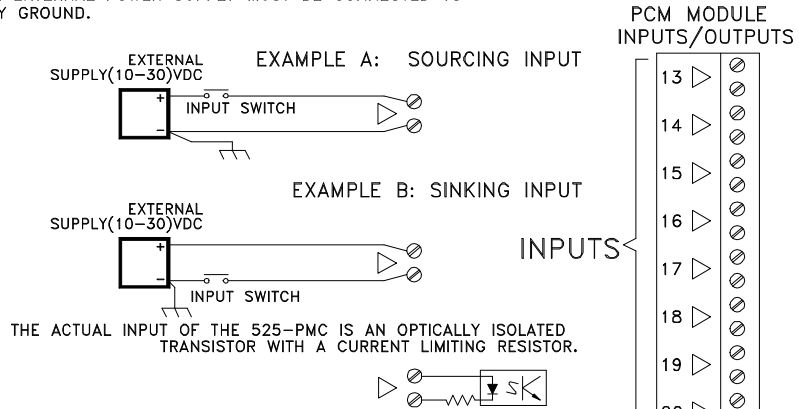 Y GROUND.
PCM MODULE
INPUTS/OUTPUTS
EXAMPLE A: SOURCING INPUT
EXTERNAL
SUPPLY(10-30)VDC
+
-
INPUT SWITCH
EXAMPLE B: SINKING INPUT
EXTERNAL
SUPPLY(10-30)VDC
+
-
INPUT SWITCH
THE ACTUAL INPUT OF THE 525-PMC IS AN OPTICALLY ISOLATED
TRANSISTOR WITH A CURRENT LIMITING RESISTOR.
INPUTS
13
14
15
16
17
18
19